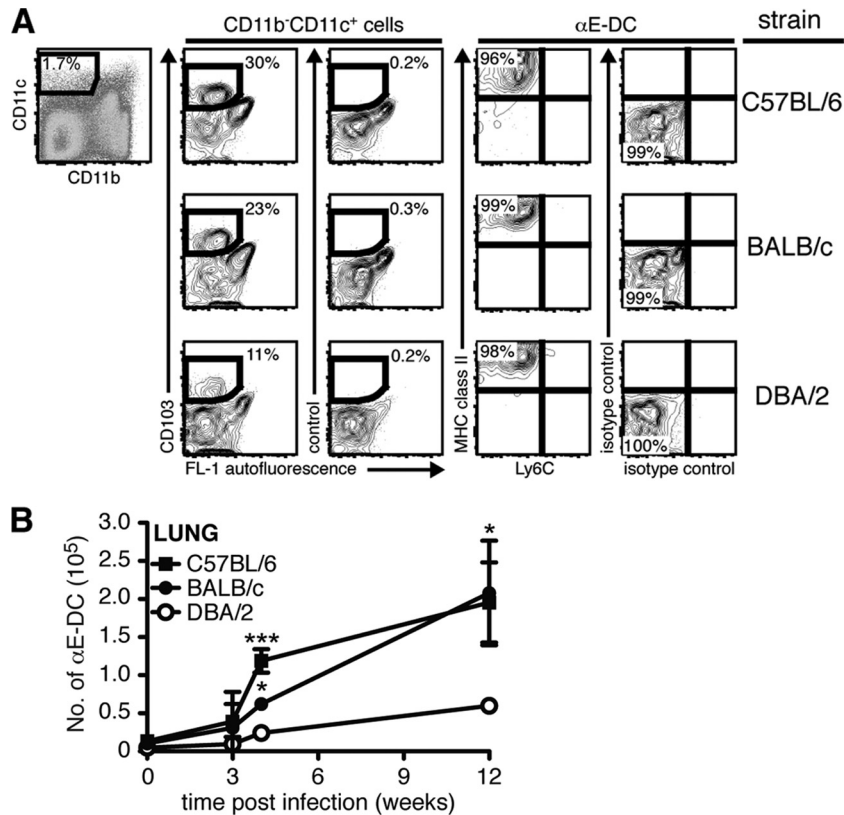 A
CD11b-CD11c+ cells
αE-DC
strain
1.7%
CD11c
CD11b
30%
0.2%
96%
99%
C57BL/6
23%
0.3%
99%
99%
BALB/c
11%
0.2%
98%
100%
DBA/2
CD103
control
MHC class II
isotype control
FL-1 autofluorescence
Ly6C
isotype control
B
LUNG
C57BL/6
BALB/c
DBA/2
No. of αE-DC (10⁵)
3.0
2.5
2.0
1.5
1.0
0.5
0
***
*
*
0
3
6
9
12
time post infection (weeks)